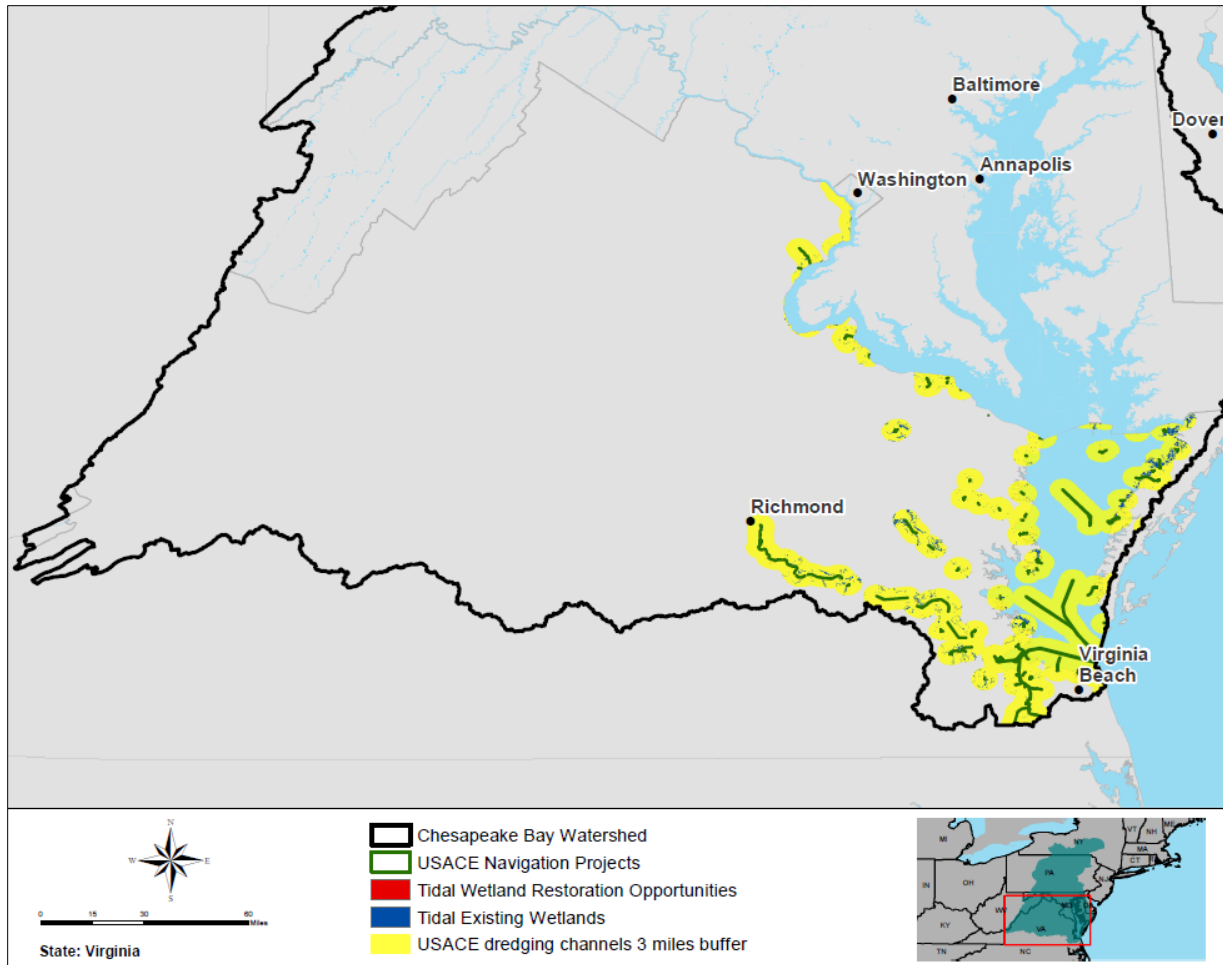 Baltimore
Dover
Annapolis
Washington
Richmond
Virginia
Beach
N
W E
S
0 15 30 60
Miles
State: Virginia
Chesapeake Bay Watershed
USACE Navigation Projects
Tidal Wetland Restoration Opportunities
Tidal Existing Wetlands
USACE dredging channels 3 miles buffer
MI
NY
VT
NH
ME
MA
CT
PA
NJ
IN
OH
WV
KY
VA
TN
NC